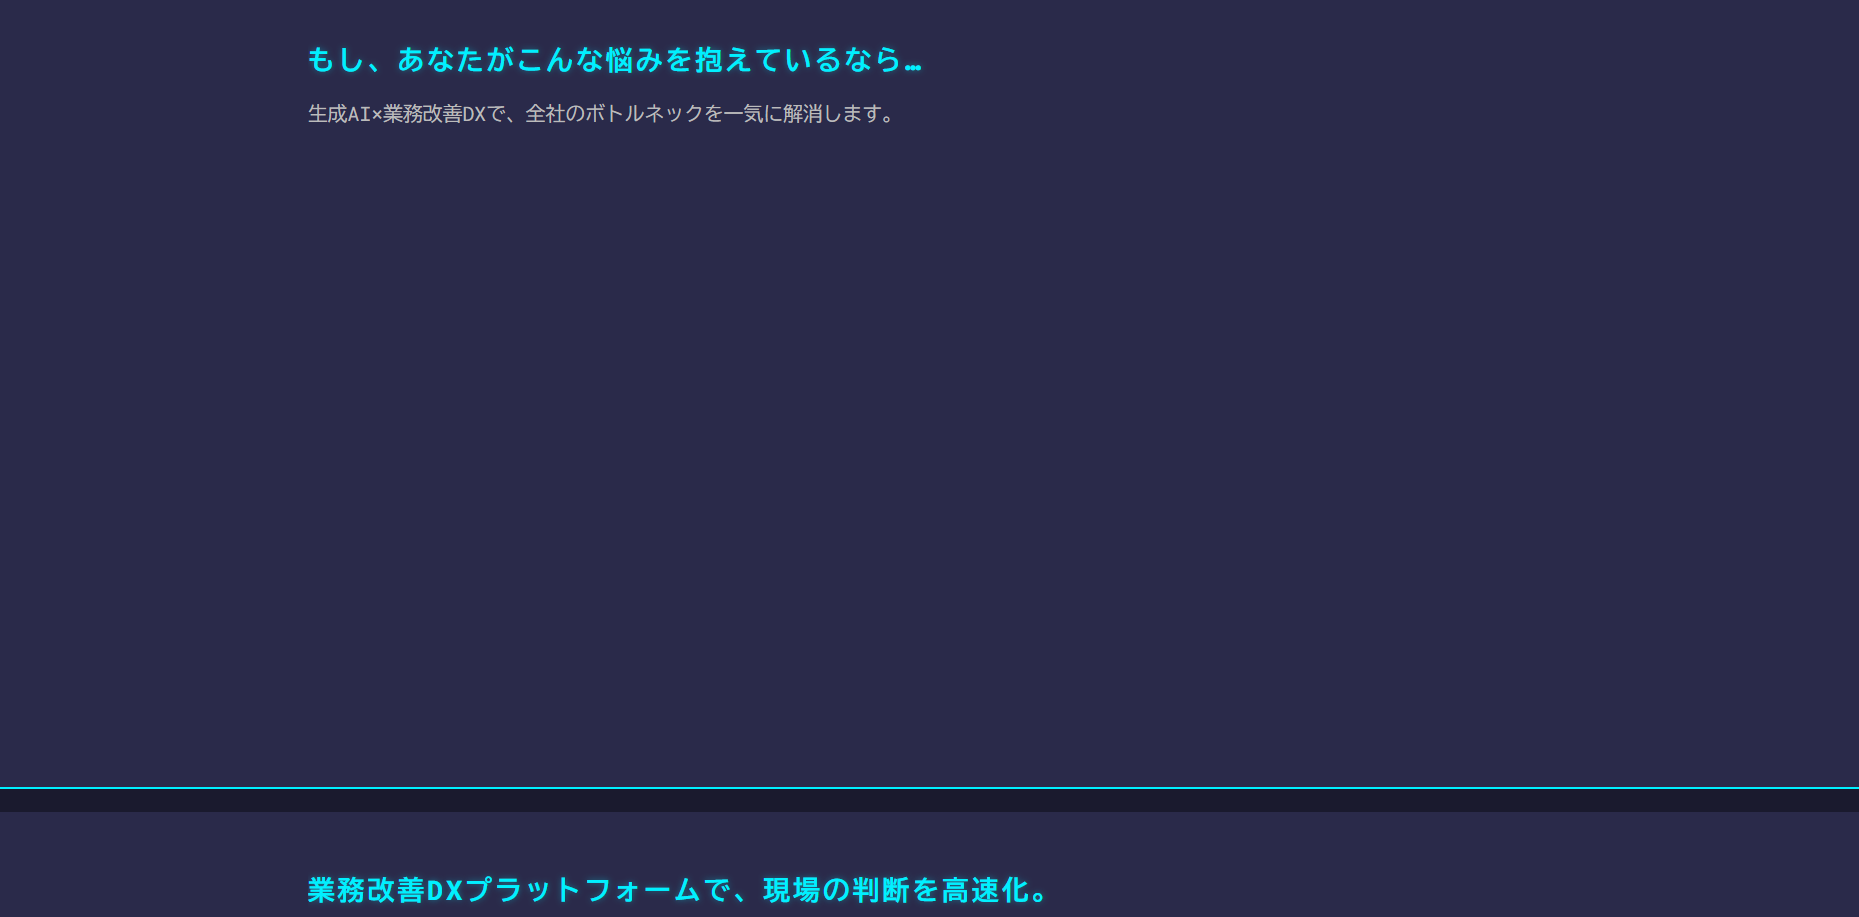 もし、あなたがこんな悩みを抱えているなら…
生成AI×業務改善DXで、全社のボトルネックを一気に解消します。
業務改善DXプラットフォームで、現場の判断を高速化。